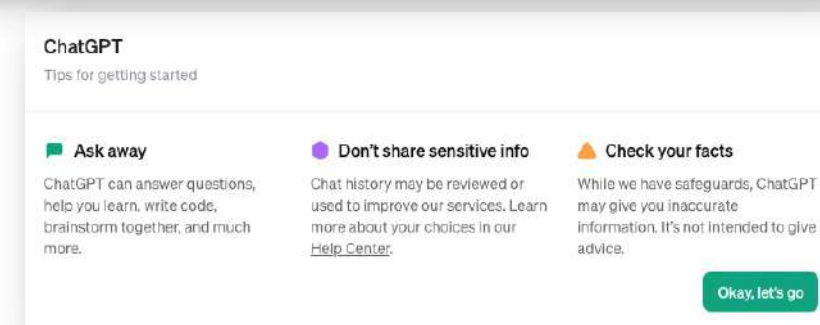 ChatGPT
Tips for getting started
Ask away
ChatGPT can answer questions,
help you learn, write code,
brainstorm together, and much
more.
Don't share sensitive info
Chat history may be reviewed or
used to improve our services. Learn
more about your choices in our
Help Center.
Check your facts
While we have safeguards, ChatGPT
may give you inaccurate
information. It's not intended to give
advice.
Okay, let's go